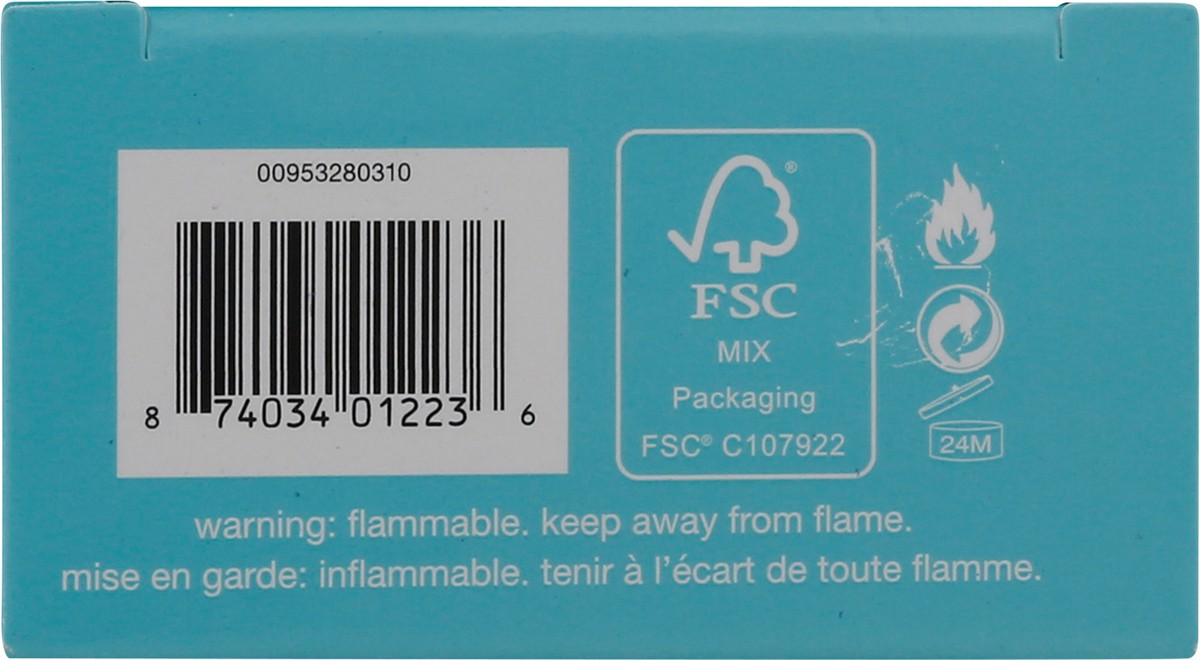 00953280310
8 74034 01223 6
®
FSC
MIX
Packaging
FSC® C107922
24M
warning: flammable. keep away from flame.
mise en garde: inflammable. tenir à l'écart de toute flamme.